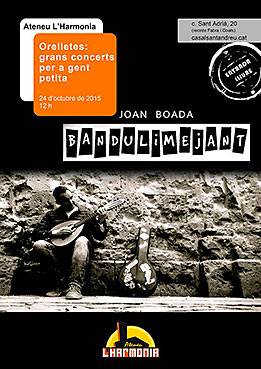 Ateneu L'Harmonia
Orelletes:
grans concerts
per a gent
petita
24 d'octubre de 2015
12 h
c. Sant Adrià, 20
(recinte Fabra i Coats)
casalsantandreu.cat
ENTRADA
LLIURE
JOAN BOADA
BANDULIMEJANT
Ateneu
L'HARMONIA